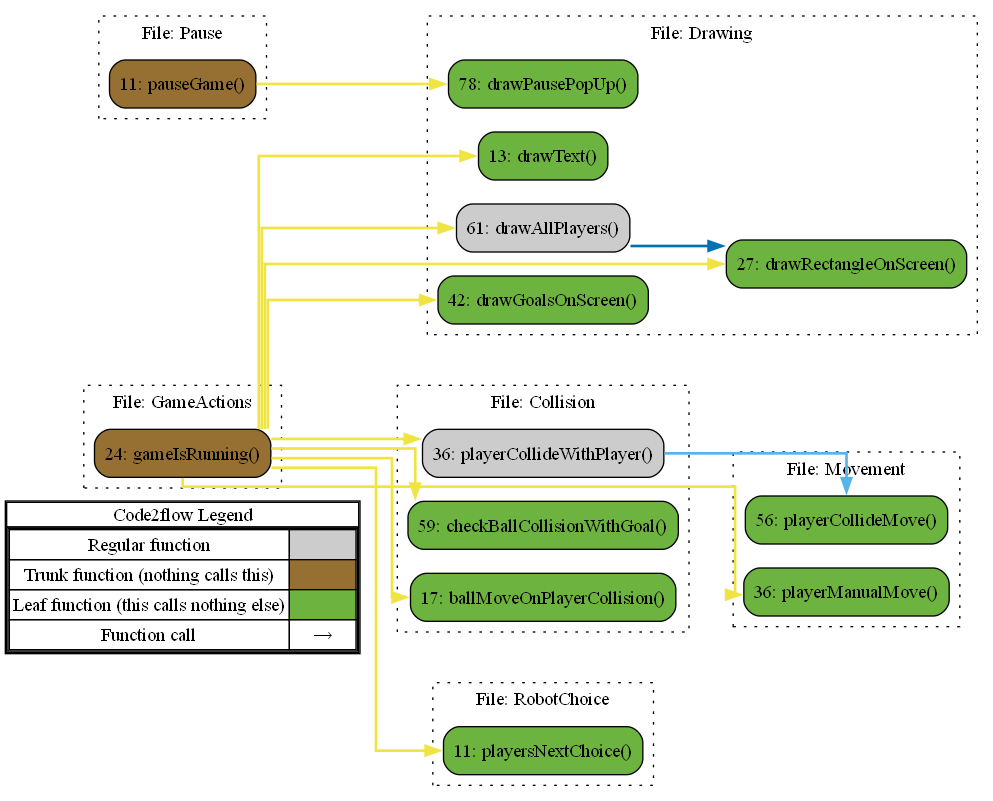 File: Pause
11: pauseGame()
File: Drawing
78: drawPausePopUp()
13: drawText()
61: drawAllPlayers()
27: drawRectangleOnScreen()
42: drawGoalsOnScreen()
File: GameActions
24: gameIsRunning()
File: Collision
36: playerCollideWithPlayer()
59: checkBallCollisionWithGoal()
17: ballMoveOnPlayerCollision()
File: Movement
56: playerCollideMove()
36: playerManualMove()
Code2flow Legend
Regular function
Trunk function (nothing calls this)
Leaf function (this calls nothing else)
Function call →
File: RobotChoice
11: playersNextChoice()